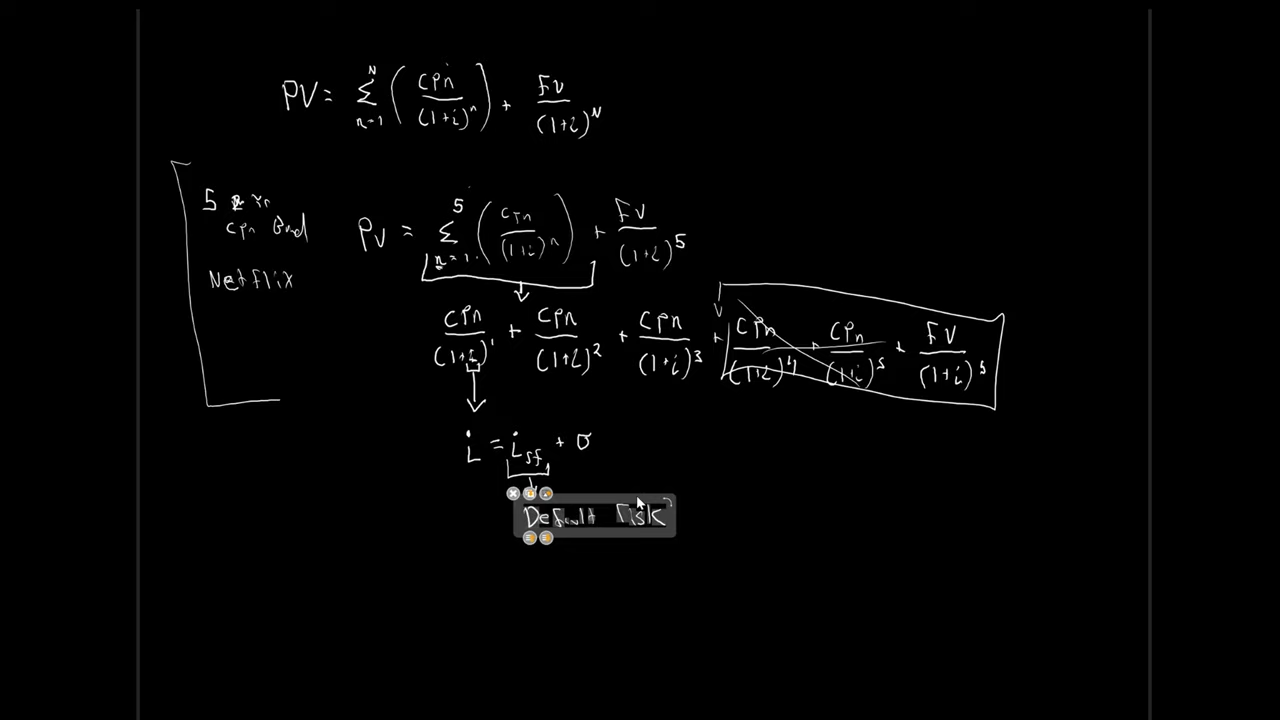 PV = Σ_{n=1}^{N} (CPN/(1+i)^n) + FV/(1+i)^N
5 Yr
Cpn Bond
Netflix
PV = Σ_{n=1}^{5} (CPN/(1+i)^n) + FV/(1+i)^5
CPN/(1+i)^1 + CPN/(1+i)^2 + CPN/(1+i)^3 + CPN/(1+i)^4 + CPN/(1+i)^5 + FV/(1+i)^5
i = i_rf + σ
Default risk